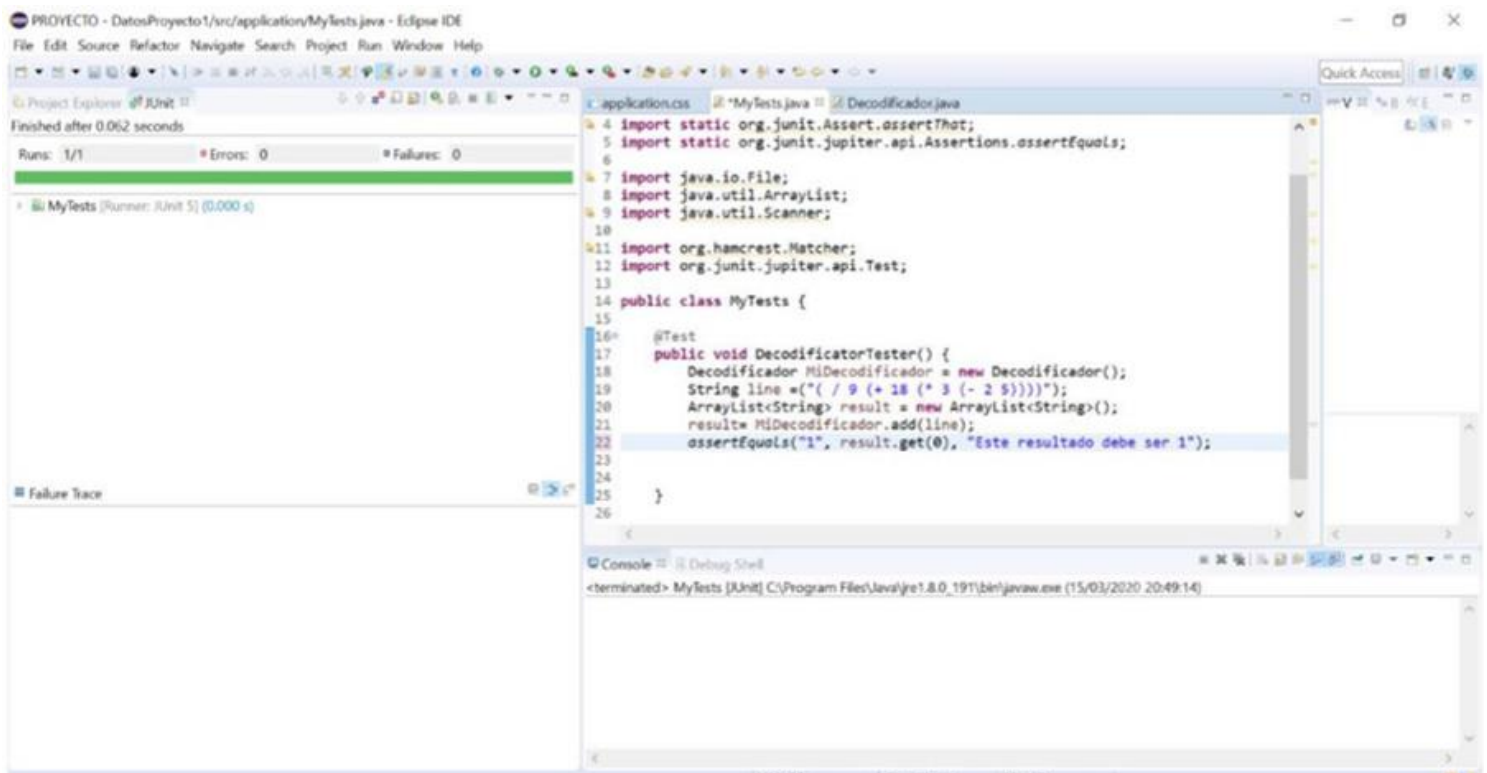 PROYECTO - DatosProyecto1/src/application/MyTests.java - Eclipse IDE
File Edit Source Refactor Navigate Search Project Run Window Help
Quick Access
Project Explorer JUnit
Finished after 0.062 seconds
Runs: 1/1 Errors: 0 Failures: 0
MyTests [Runner: JUnit 5] (0.000 s)
Failure Trace
application.css *MyTests.java Decodificador.java
4 import static org.junit.Assert.assertThat;
5 import static org.junit.jupiter.api.Assertions.assertEquals;
6
7 import java.io.File;
8 import java.util.ArrayList;
9 import java.util.Scanner;
10
11 import org.hamcrest.Matcher;
12 import org.junit.jupiter.api.Test;
13
14 public class MyTests {
15
16 @Test
17 public void DecodificatorTester() {
18 Decodificador MiDecodificador = new Decodificador();
19 String line =("( / 9 (+ 18 (* 3 (- 2 5))))");
20 ArrayList<String> result = new ArrayList<String>();
21 result= MiDecodificador.add(line);
22 assertEquals("1", result.get(0), "Este resultado debe ser 1");
23
24
25 }
26
Console Debug Shell
<terminated> MyTests [JUnit] C:\Program Files\Java\jre1.8.0_191\bin\javaw.exe (15/03/2020 20:49:14)